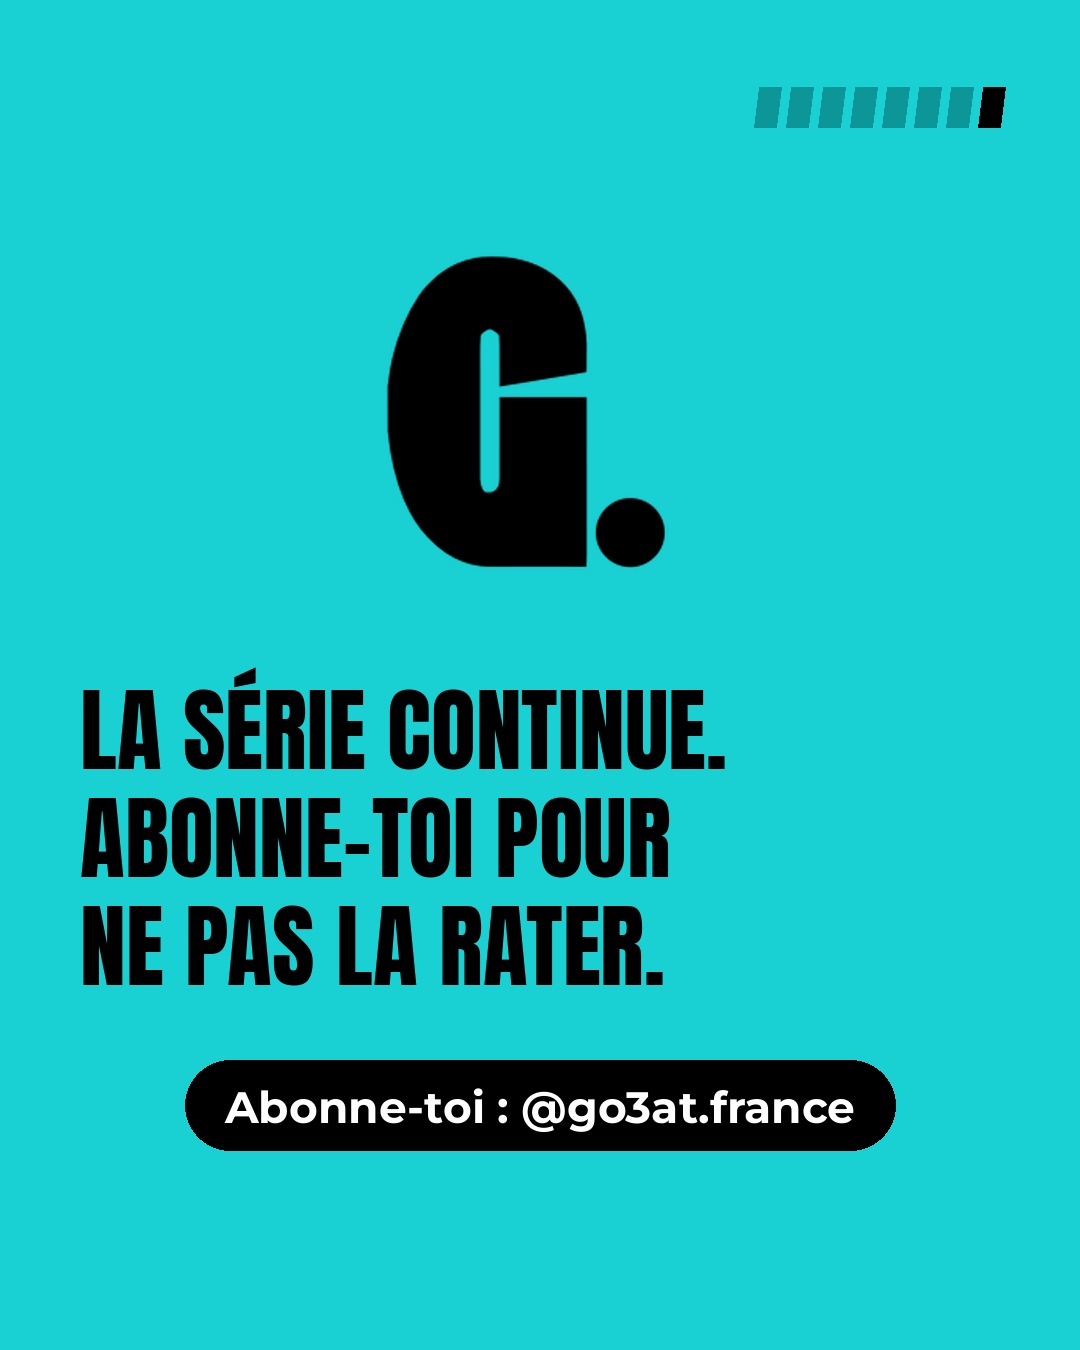 G.
LA SÉRIE CONTINUE.
ABONNE-TOI POUR
NE PAS LA RATER.
Abonne-toi : @go3at.france